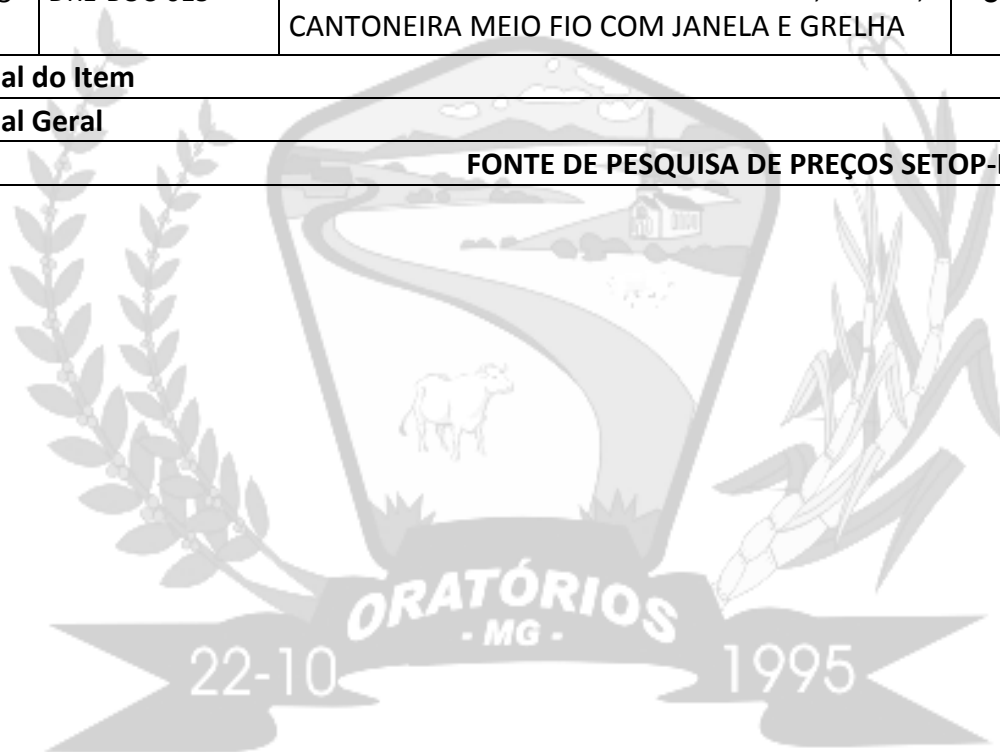 CANTONEIRA MEIO FIO COM JANELA E GRELHA
al do Item
al Geral
FONTE DE PESQUISA DE PREÇOS SETOP-
ORATÓRIOS
- MG -
22-10
1995